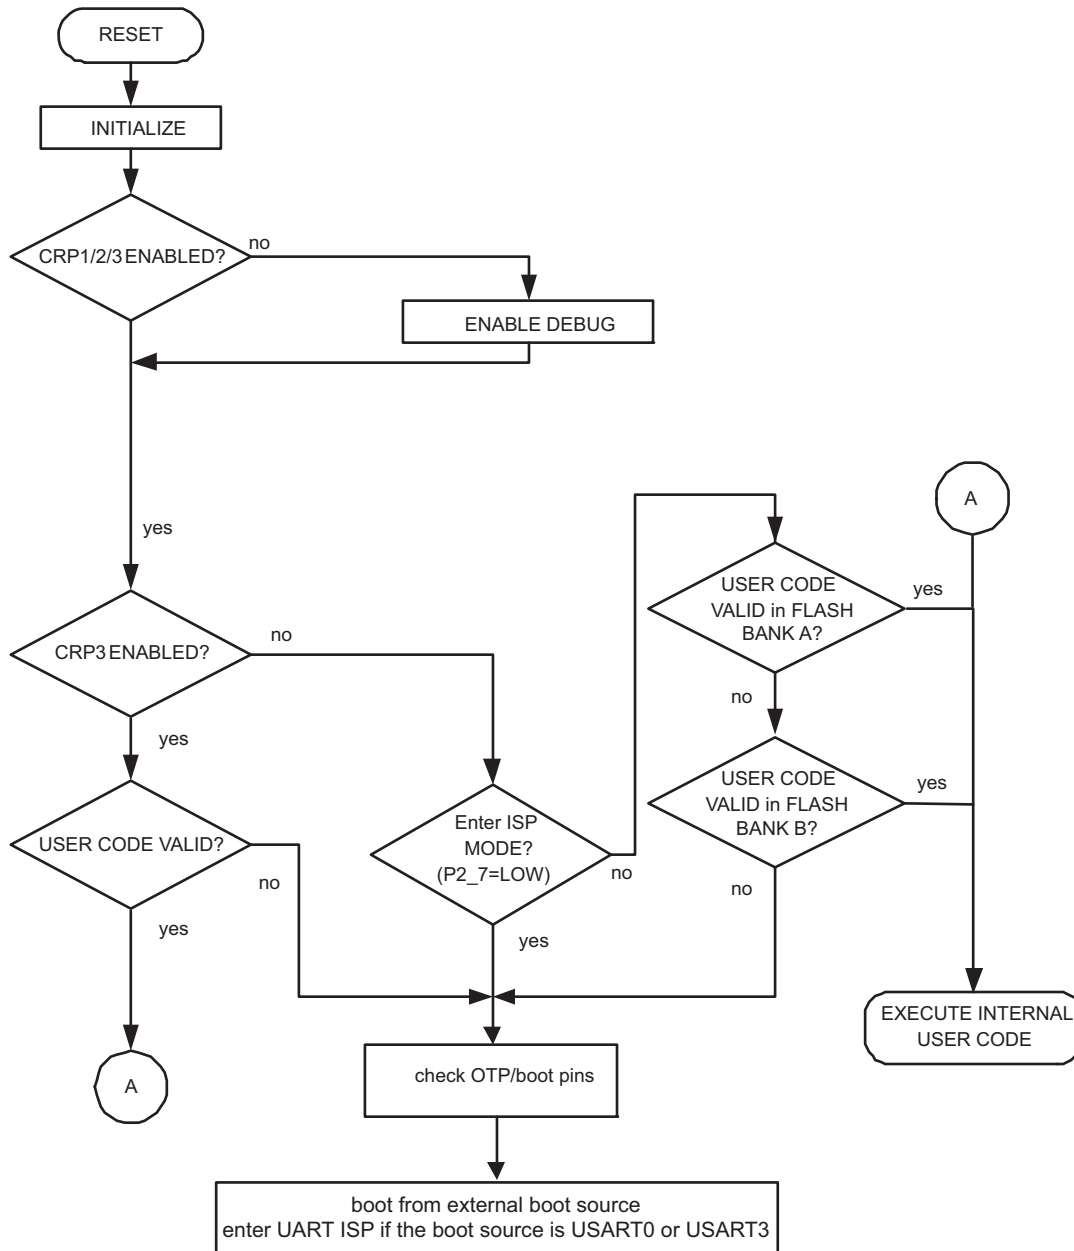 RESET
INITIALIZE
CRP1/2/3 ENABLED?
no
ENABLE DEBUG
yes
A
USER CODE
VALID in FLASH
BANK A?
yes
CRP3 ENABLED?
no
no
yes
USER CODE
VALID in FLASH
BANK B?
yes
USER CODE VALID?
no
Enter ISP
MODE?
(P2_7=LOW)
no
no
yes
yes
EXECUTE INTERNAL
USER CODE
A
check OTP/boot pins
boot from external boot source
enter UART ISP if the boot source is USART0 or USART3